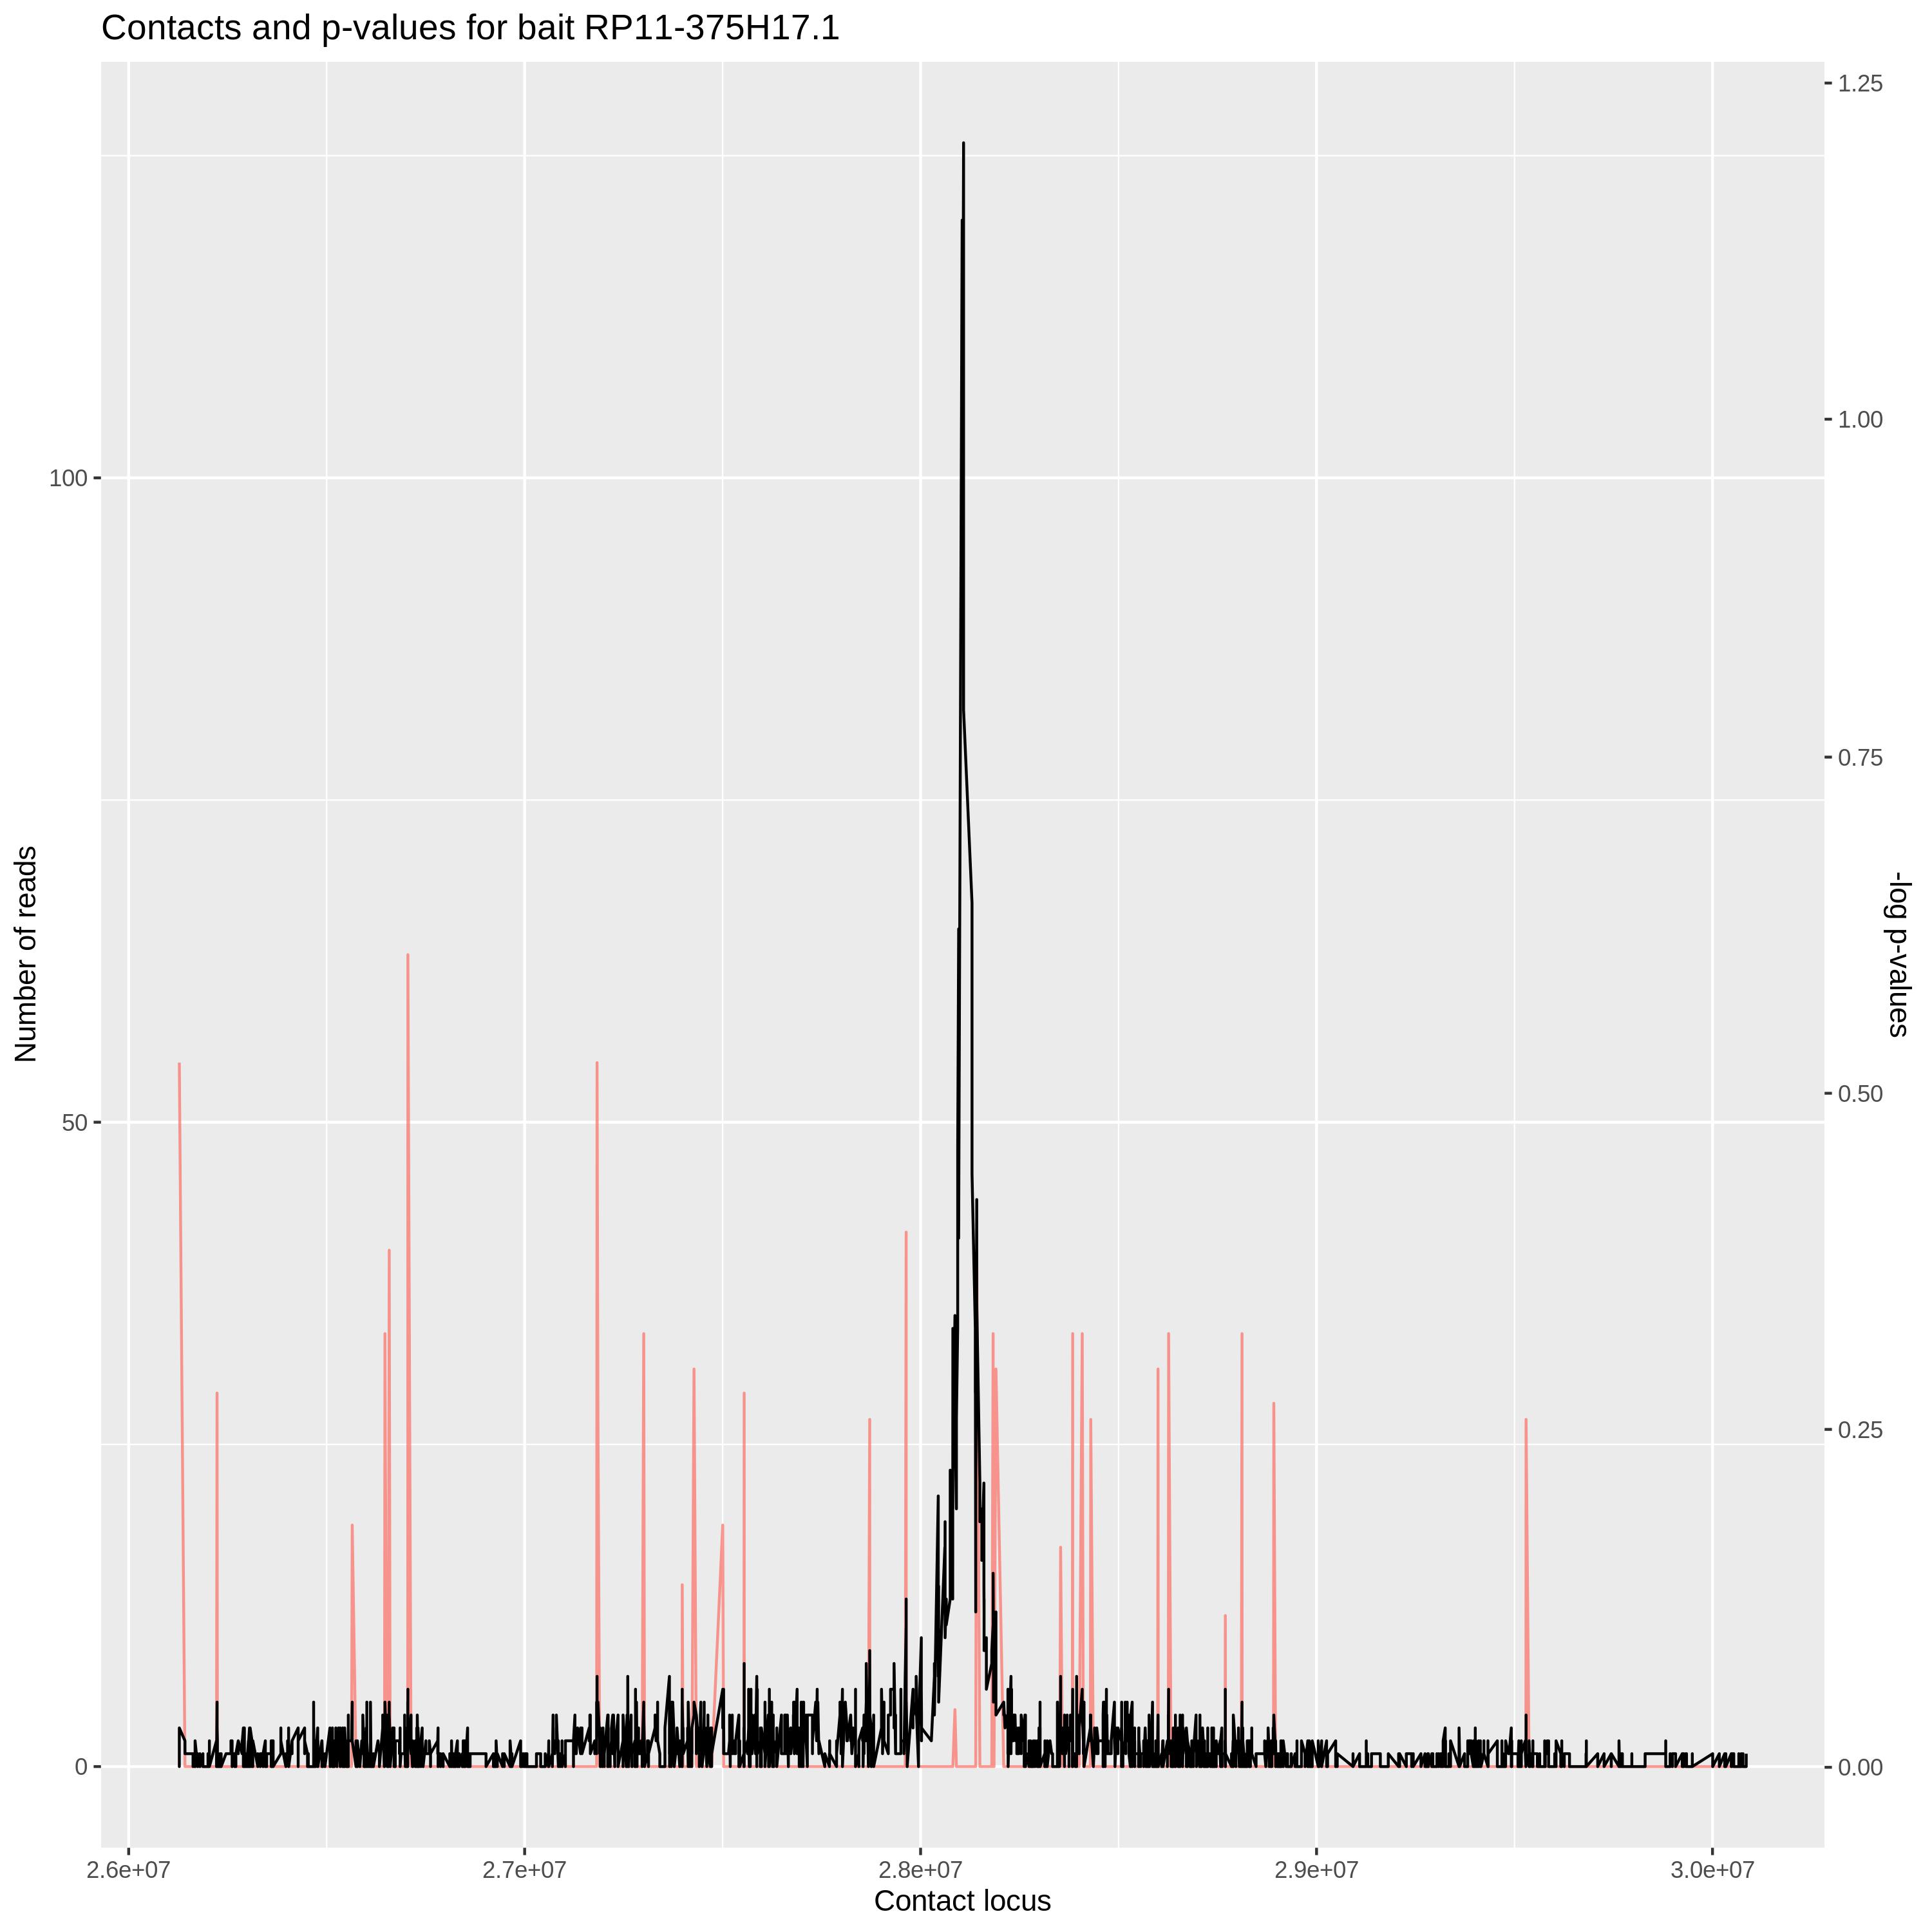 Contacts and p-values for bait RP11-375H17.1
1.25
1.00
100
0.75
Number of reads
-log p-values
0.50
50
0.25
0
0.00
2.6e+07 2.7e+07 2.8e+07 2.9e+07 3.0e+07
Contact locus